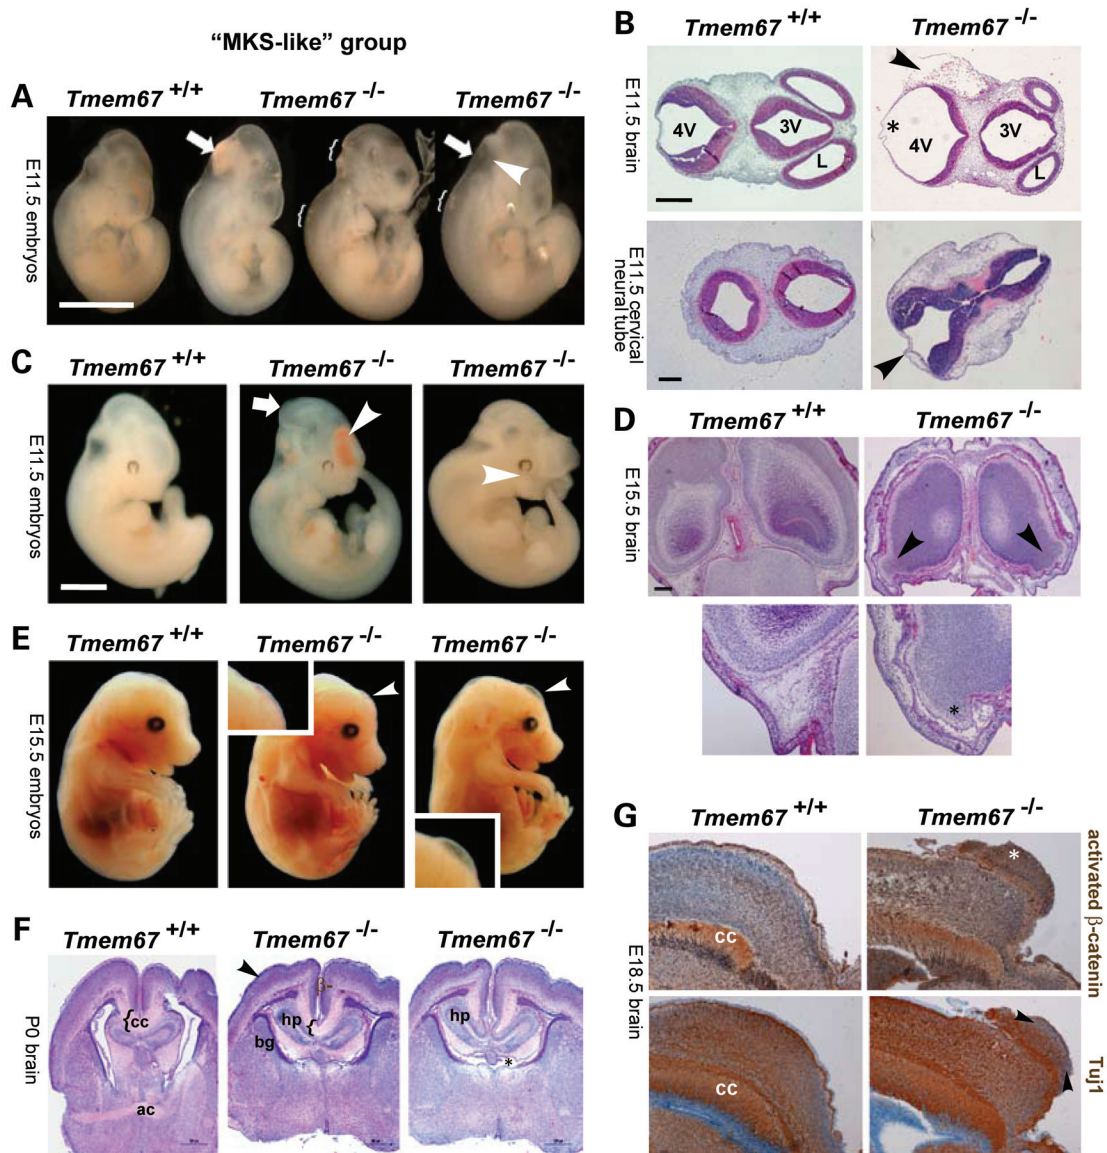 “MKS-like” group
A
Tmem67 +/+
Tmem67 -/-
Tmem67 -/-
E11.5 embryos
B
Tmem67 +/+
Tmem67 -/-
E11.5 brain
4V
3V
L
*
4V
3V
L
E11.5 cervical
neural tube
C
Tmem67 +/+
Tmem67 -/-
Tmem67 -/-
E11.5 embryos
D
Tmem67 +/+
Tmem67 -/-
E15.5 brain
*
E
Tmem67 +/+
Tmem67 -/-
Tmem67 -/-
E15.5 embryos
F
Tmem67 +/+
Tmem67 -/-
Tmem67 -/-
P0 brain
{cc
ac
hp
{
bg
hp
*
G
Tmem67 +/+
Tmem67 -/-
E18.5 brain
cc
*
activated β-catenin
cc
Tuj1